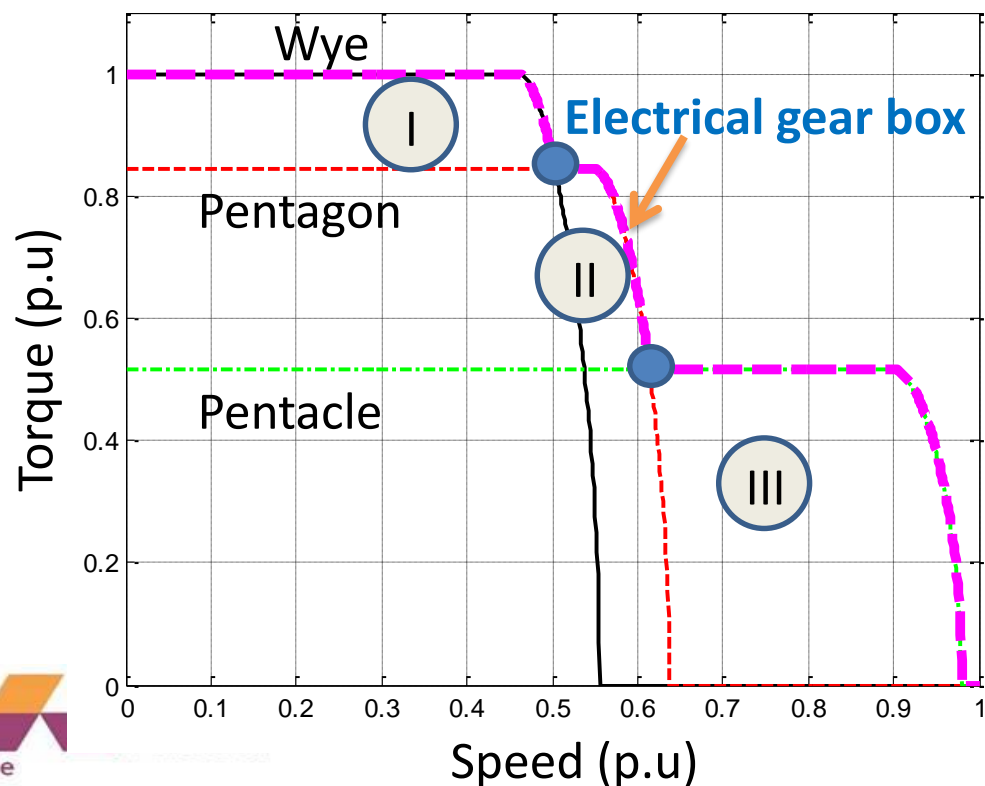 Wye
1
I
Electrical gear box
0.8
Pentagon
II
0.6
Torque (p.u)
Pentacle
0.4
III
0.2
0
0 0.1 0.2 0.3 0.4 0.5 0.6 0.7 0.8 0.9 1
Speed (p.u)
e